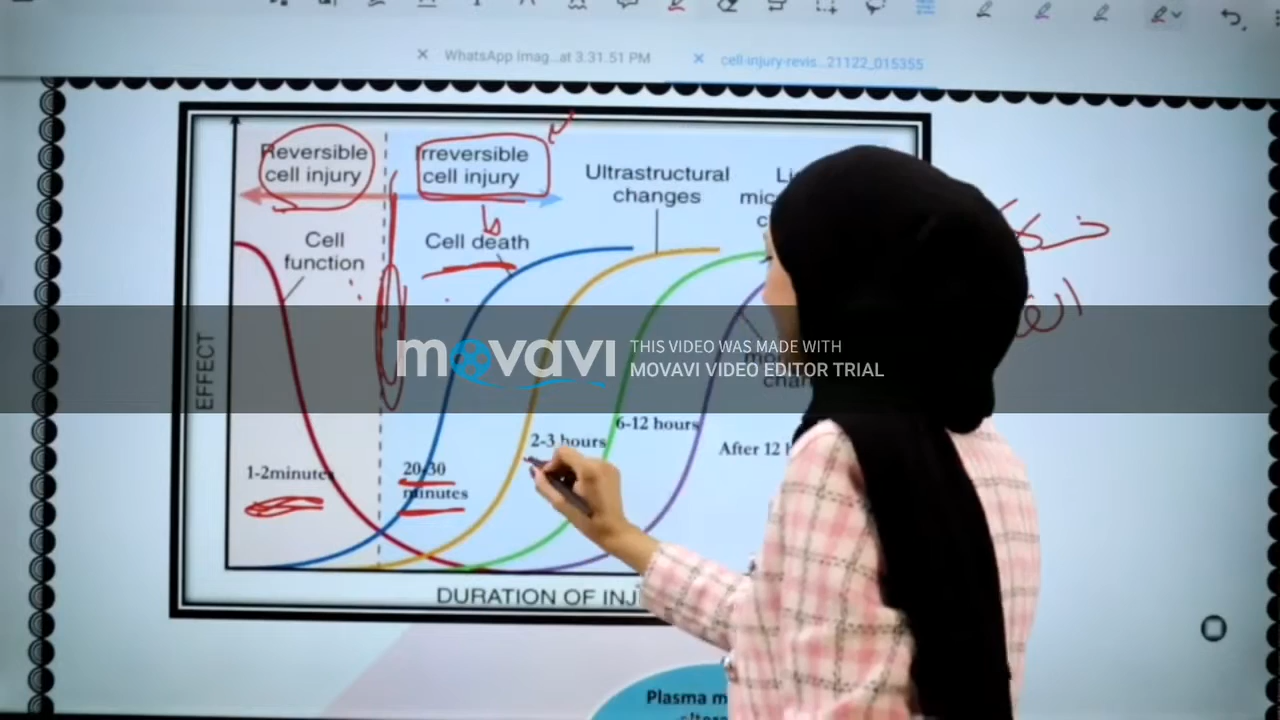 WhatsApp Imag...at 3.31.51 PM
cell-injury-revis...21122_015355
Reversible
cell injury
Irreversible
cell injury
Ultrastructural
changes
Cell
function
Cell death
EFFECT
movavi
THIS VIDEO WAS MADE WITH
MOVAVI VIDEO EDITOR TRIAL
6-12 hours
2-3 hours
After 12
1-2minutes
20-30
minutes
DURATION OF
Plasma